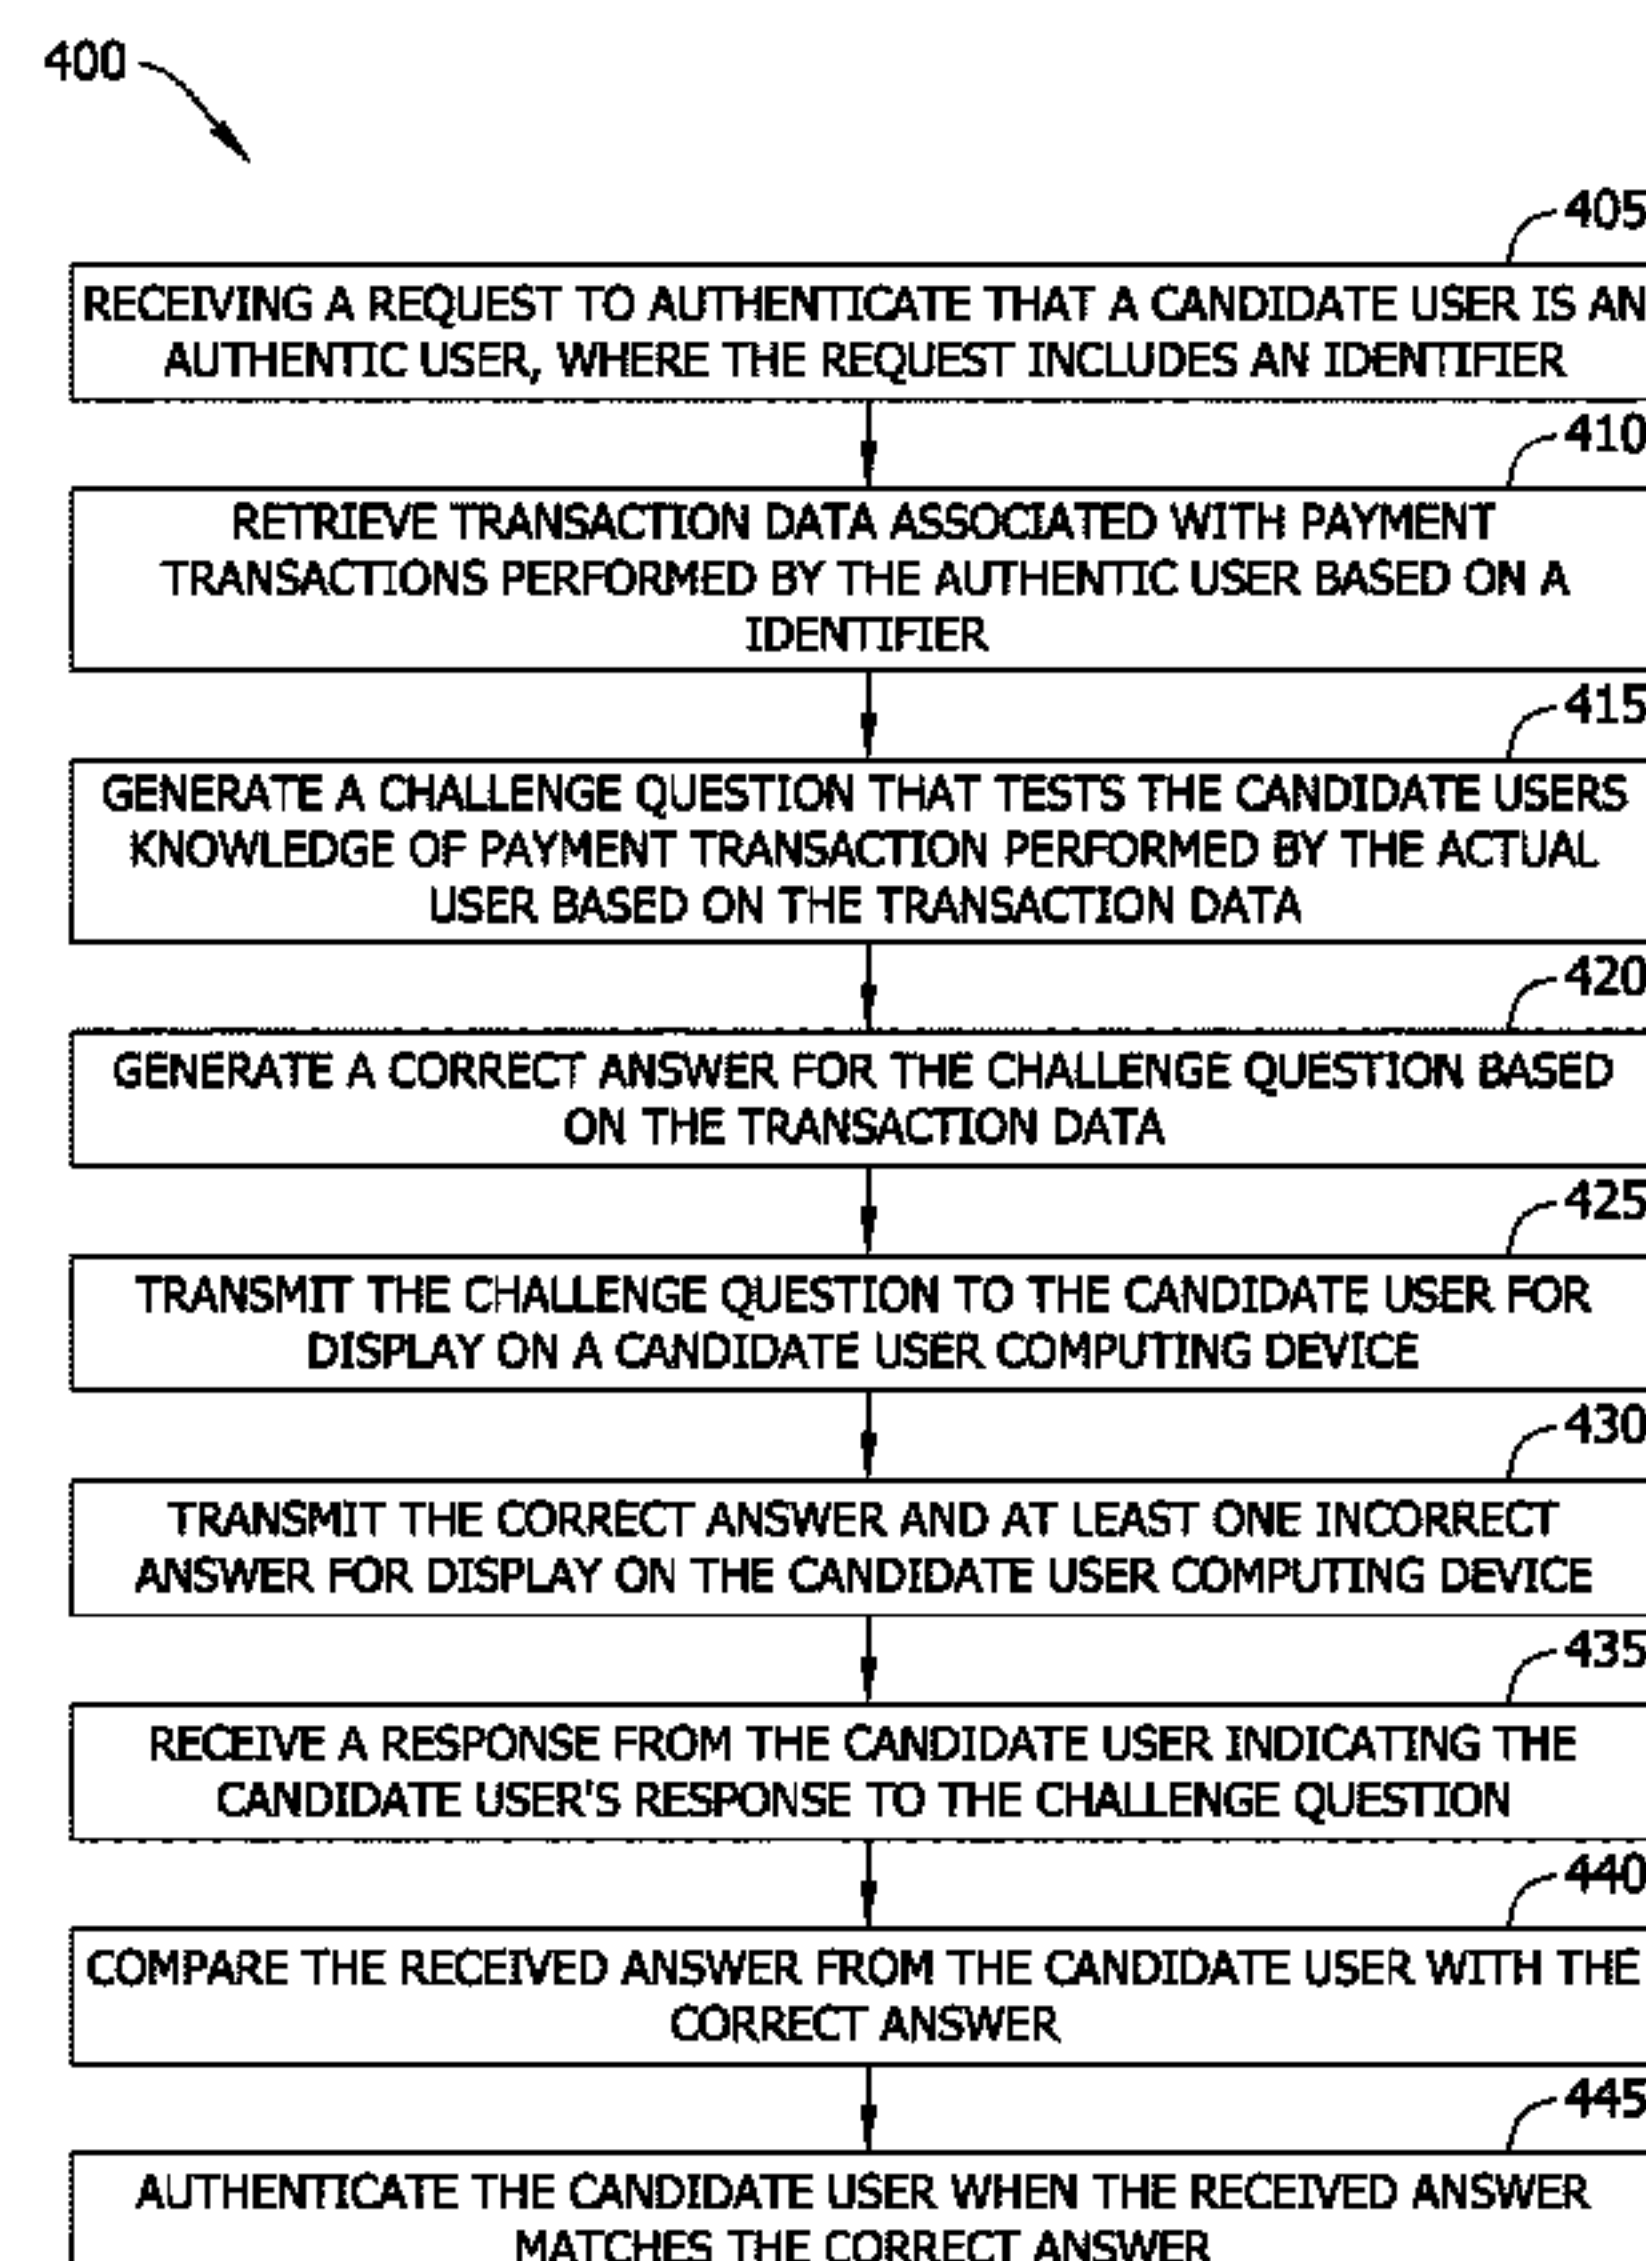 400
405
RECEIVING A REQUEST TO AUTHENTICATE THAT A CANDIDATE USER IS AN
AUTHENTIC USER, WHERE THE REQUEST INCLUDES AN IDENTIFIER
410
RETRIEVE TRANSACTION DATA ASSOCIATED WITH PAYMENT
TRANSACTIONS PERFORMED BY THE AUTHENTIC USER BASED ON A
IDENTIFIER
415
GENERATE A CHALLENGE QUESTION THAT TESTS THE CANDIDATE USERS
KNOWLEDGE OF PAYMENT TRANSACTION PERFORMED BY THE ACTUAL
USER BASED ON THE TRANSACTION DATA
420
GENERATE A CORRECT ANSWER FOR THE CHALLENGE QUESTION BASED
ON THE TRANSACTION DATA
425
TRANSMIT THE CHALLENGE QUESTION TO THE CANDIDATE USER FOR
DISPLAY ON A CANDIDATE USER COMPUTING DEVICE
430
TRANSMIT THE CORRECT ANSWER AND AT LEAST ONE INCORRECT
ANSWER FOR DISPLAY ON THE CANDIDATE USER COMPUTING DEVICE
435
RECEIVE A RESPONSE FROM THE CANDIDATE USER INDICATING THE
CANDIDATE USER'S RESPONSE TO THE CHALLENGE QUESTION
440
COMPARE THE RECEIVED ANSWER FROM THE CANDIDATE USER WITH THE
CORRECT ANSWER
445
AUTHENTICATE THE CANDIDATE USER WHEN THE RECEIVED ANSWER
MATCHES THE CORRECT ANSWER